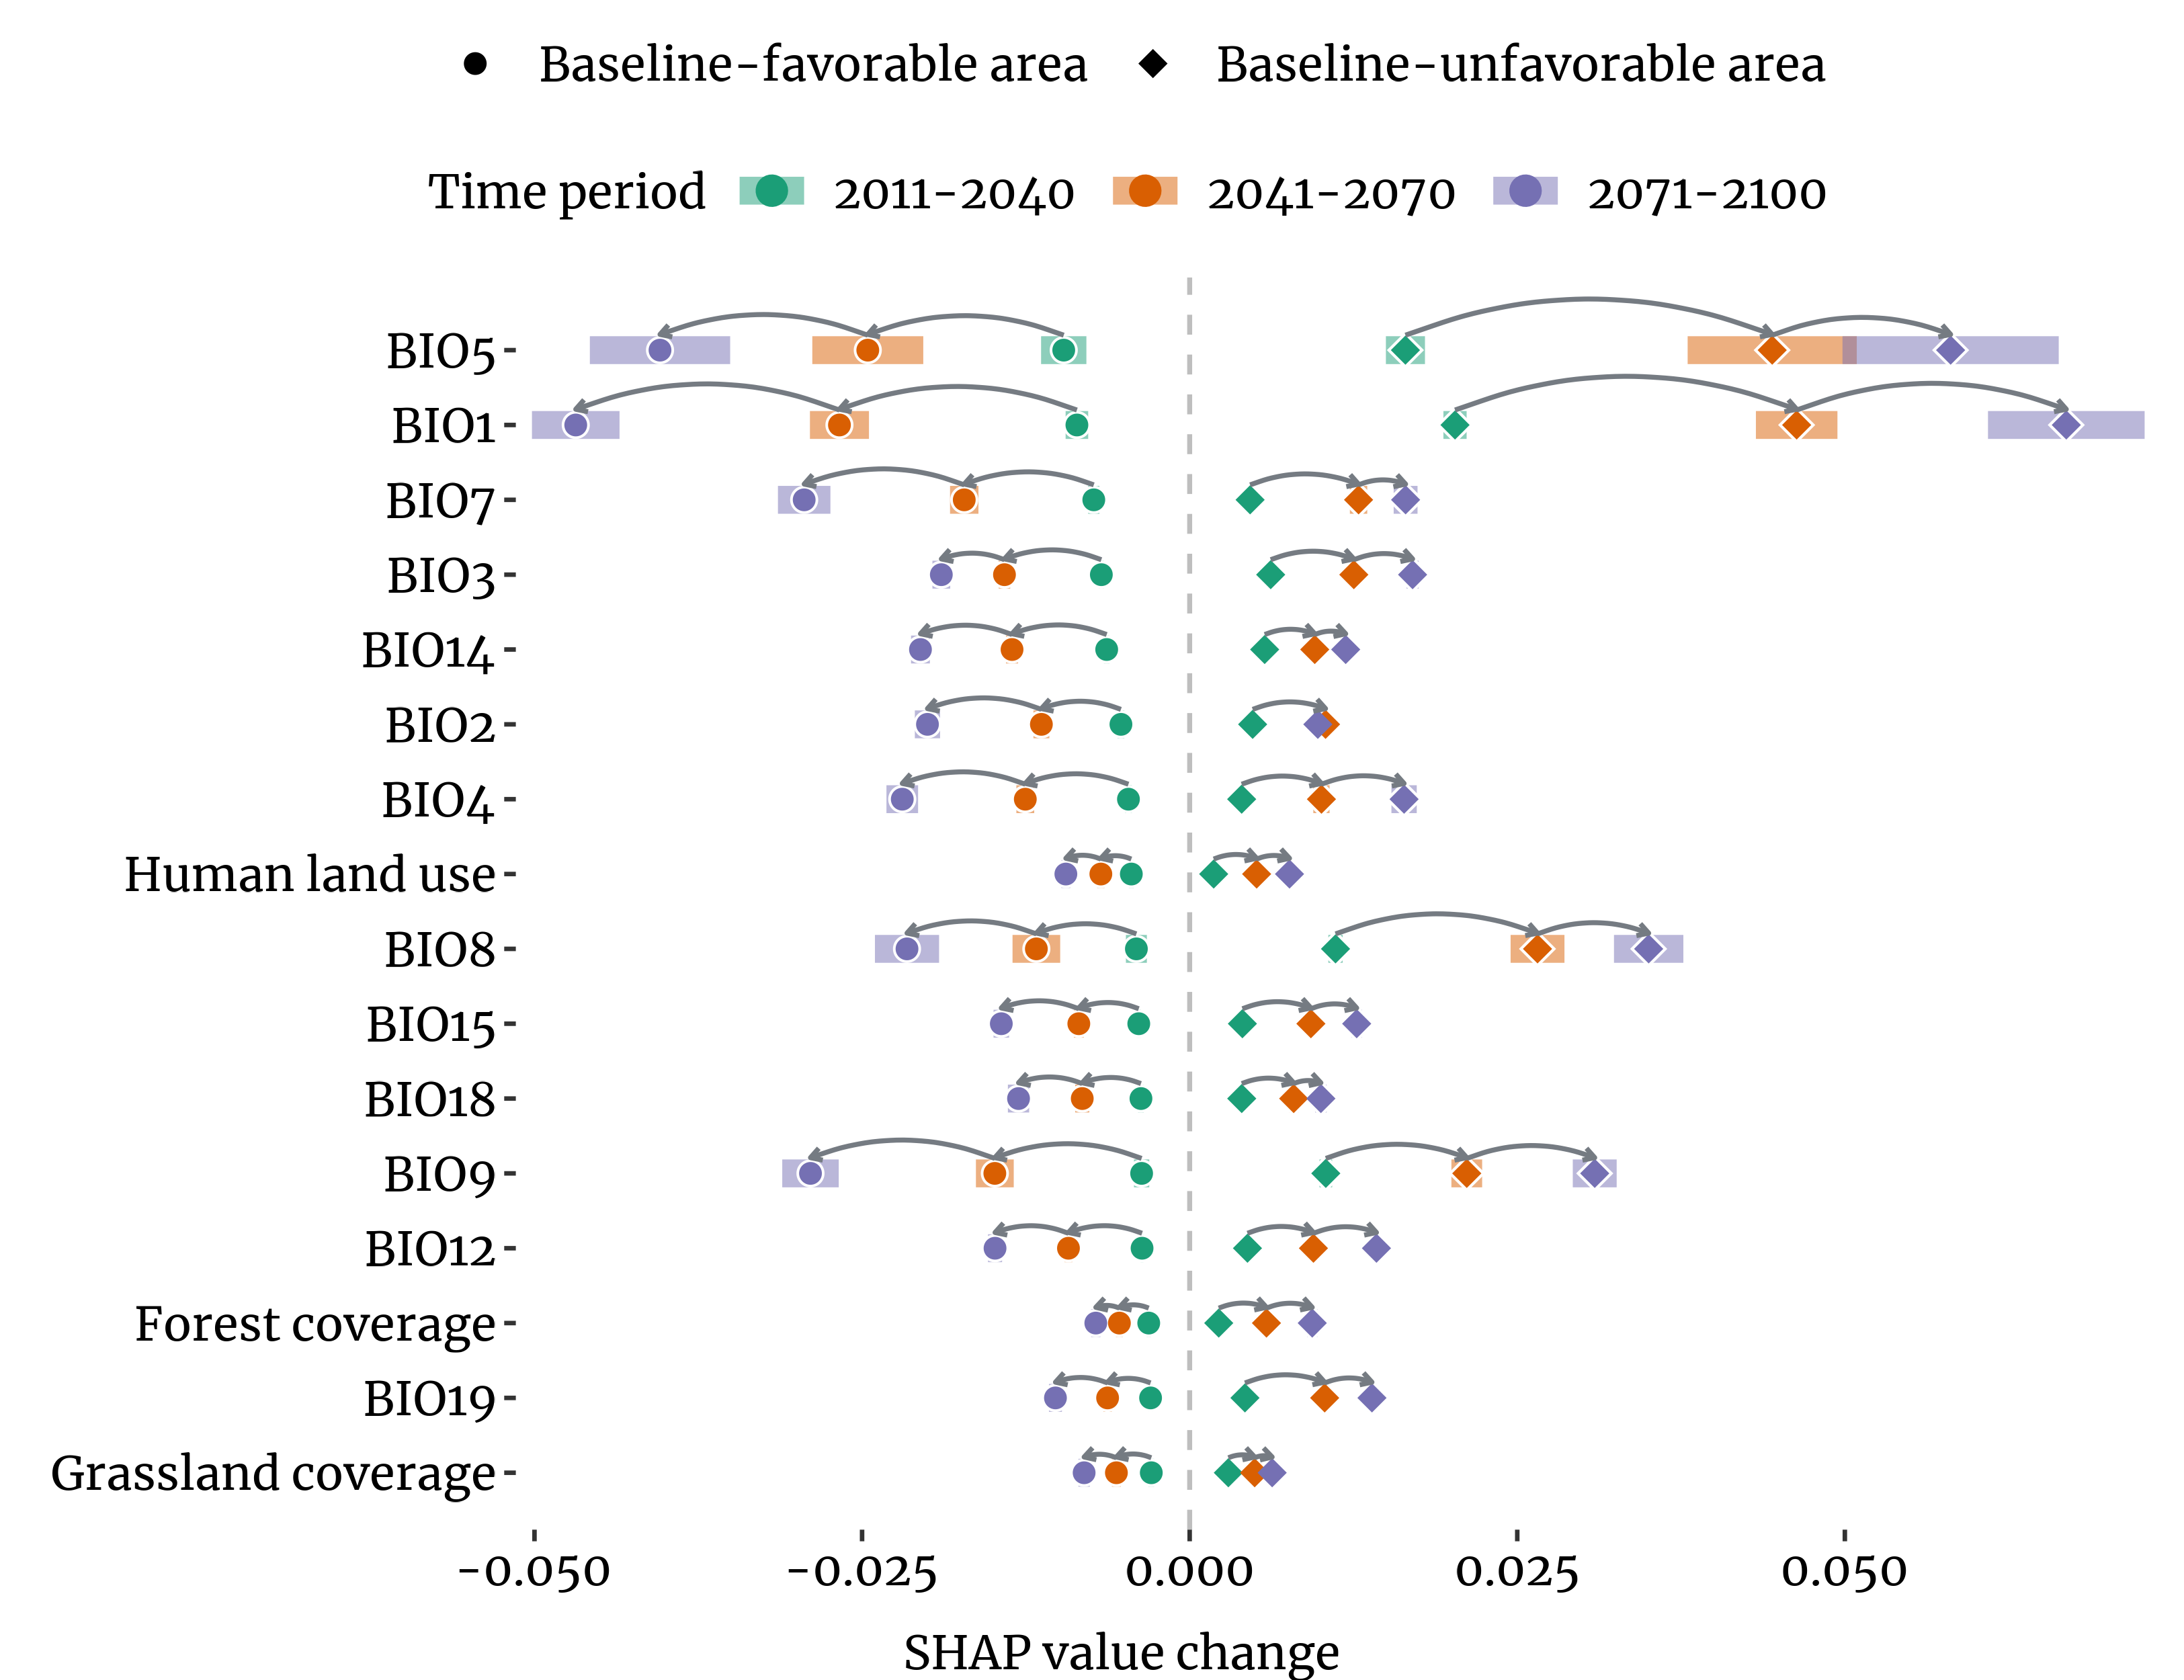 Baseline-favorable area Baseline-unfavorable area
Time period 2011-2040 2041-2070 2071-2100
BIO5
BIO1
BIO7
BIO3
BIO14
BIO2
BIO4
Human land use
BIO8
BIO15
BIO18
BIO9
BIO12
Forest coverage
BIO19
Grassland coverage
-0.050 -0.025 0.000 0.025 0.050
SHAP value change